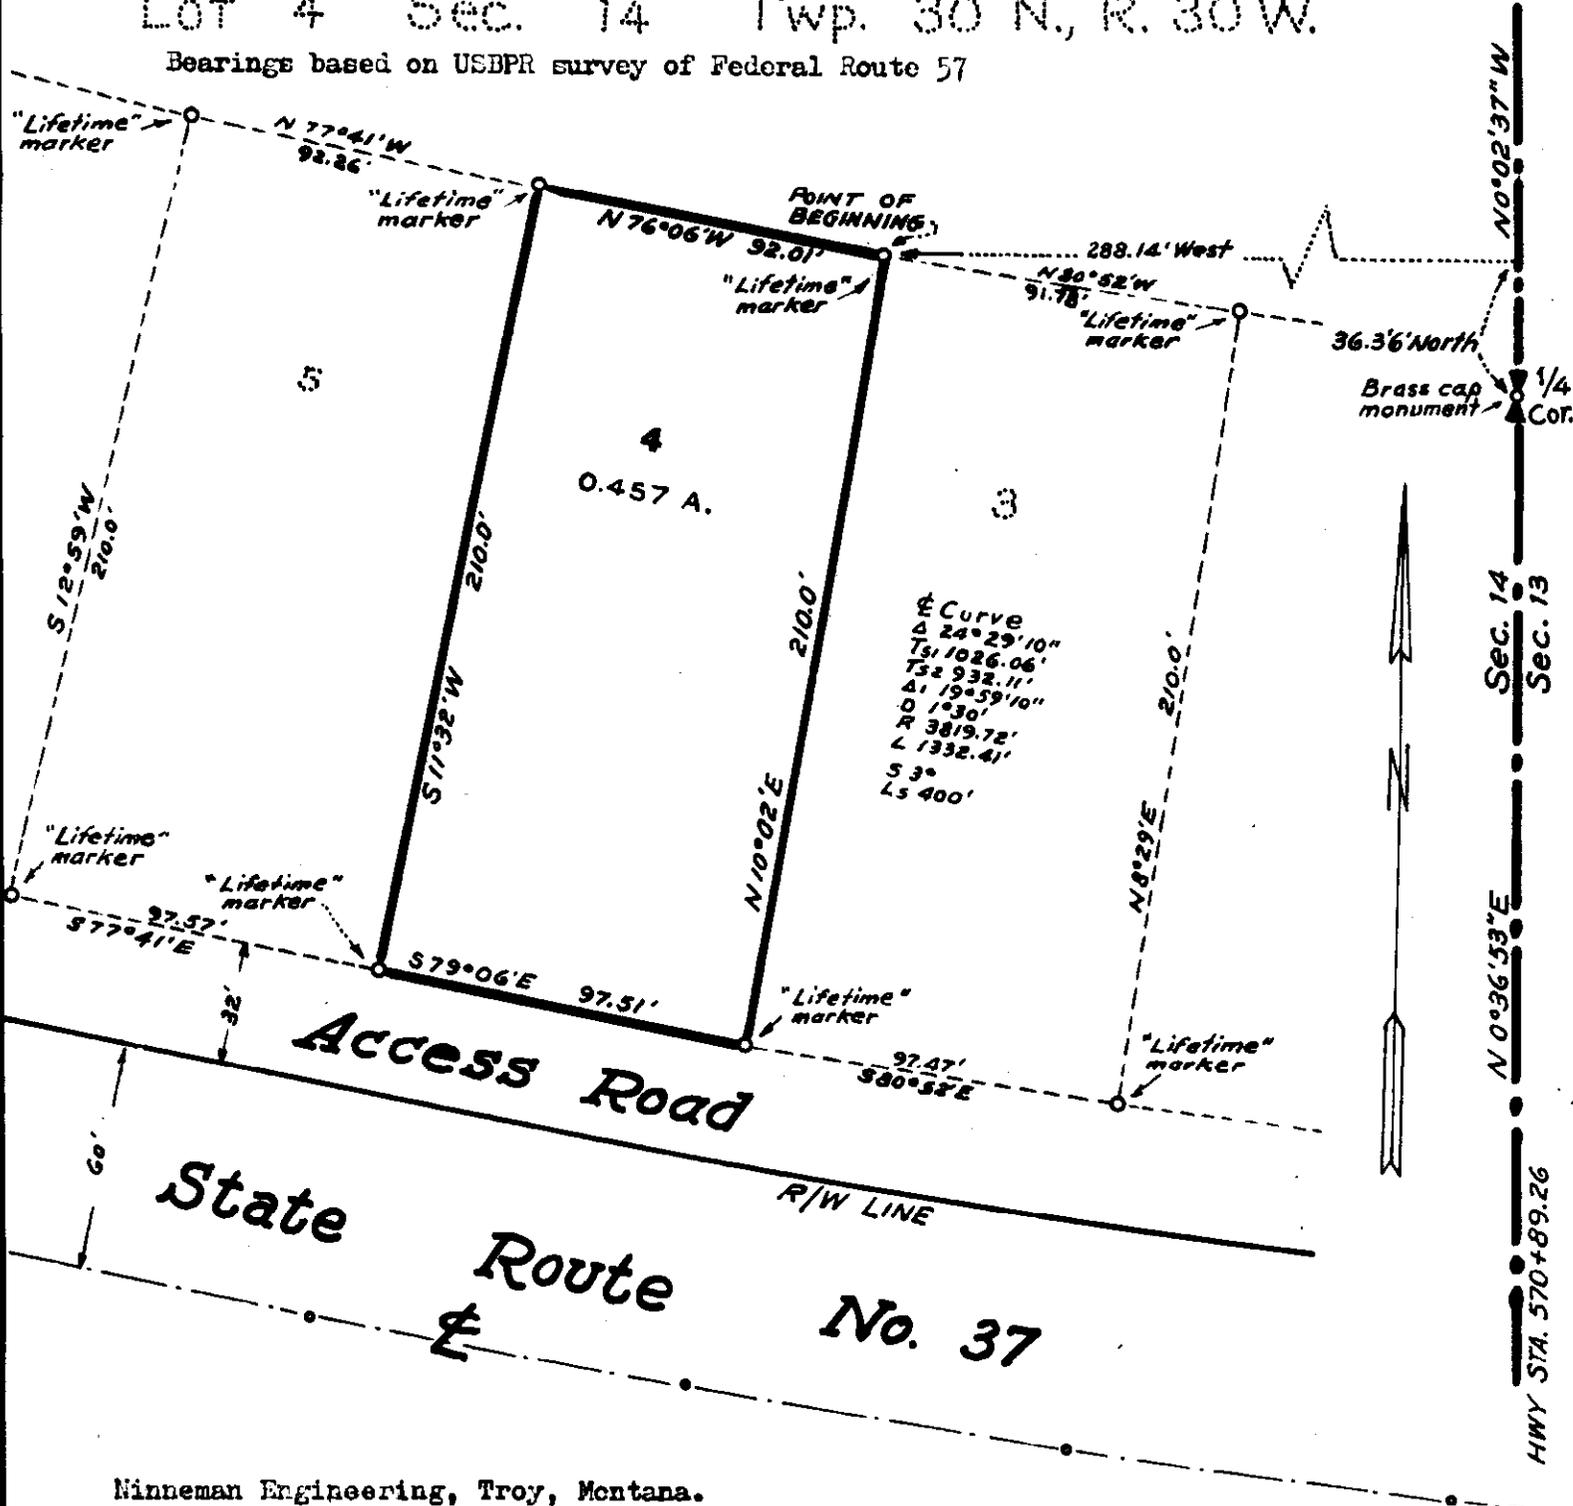 Lot 4 Sec. 14 Twp. 30 N., R. 30 W.
Bearings based on USBPR survey of Federal Route 57
"Lifetime"
marker
N 77°41'W
92.26'
"Lifetime"
marker
POINT OF
BEGINNING
N 76°06'W 92.01'
"Lifetime"
marker
288.14' West
N 80°52'W
91.78'
"Lifetime"
marker
N 0°02'37" W
36.36' North
Brass cap
monument
1/4
Cor.
5
4
0.457 A.
3
S 12°59'W
210.0'
210.0'
S 11°32'W
210.0'
N 10°02'E
℄ Curve
Δ 24°29'10"
Ts1 1026.06'
Ts2 932.11'
Δ1 19°59'10"
D 1°30'
R 3819.72'
L 1332.41'
S 3°
Ls 400'
210.0'
N 8°29'E
N
Sec. 14
Sec. 13
N 0°36'53" E
"Lifetime"
marker
"Lifetime"
marker
97.57'
S 77°41'E
S 79°06'E 97.51'
"Lifetime"
marker
97.47'
S 80°52'E
"Lifetime"
marker
32'
Access Road
60'
R/W LINE
State Route No. 37
℄
HWY STA. 570+89.26
Ninneman Engineering, Troy, Montana.